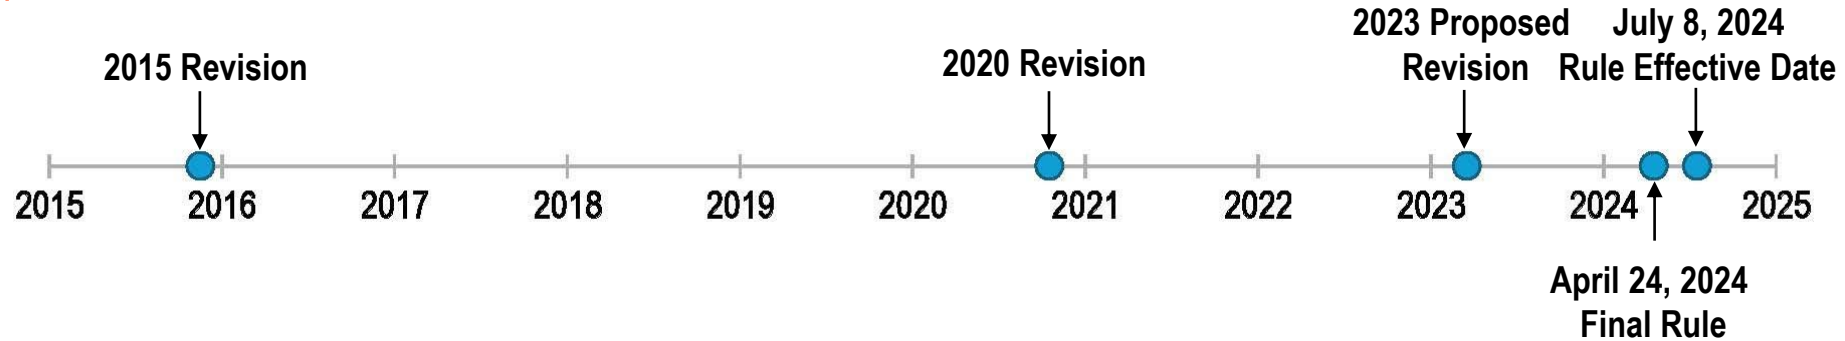 2015 Revision
2020 Revision
2023 Proposed
Revision
July 8, 2024
Rule Effective Date
2015
2016
2017
2018
2019
2020
2021
2022
2023
2024
2025
April 24, 2024
Final Rule